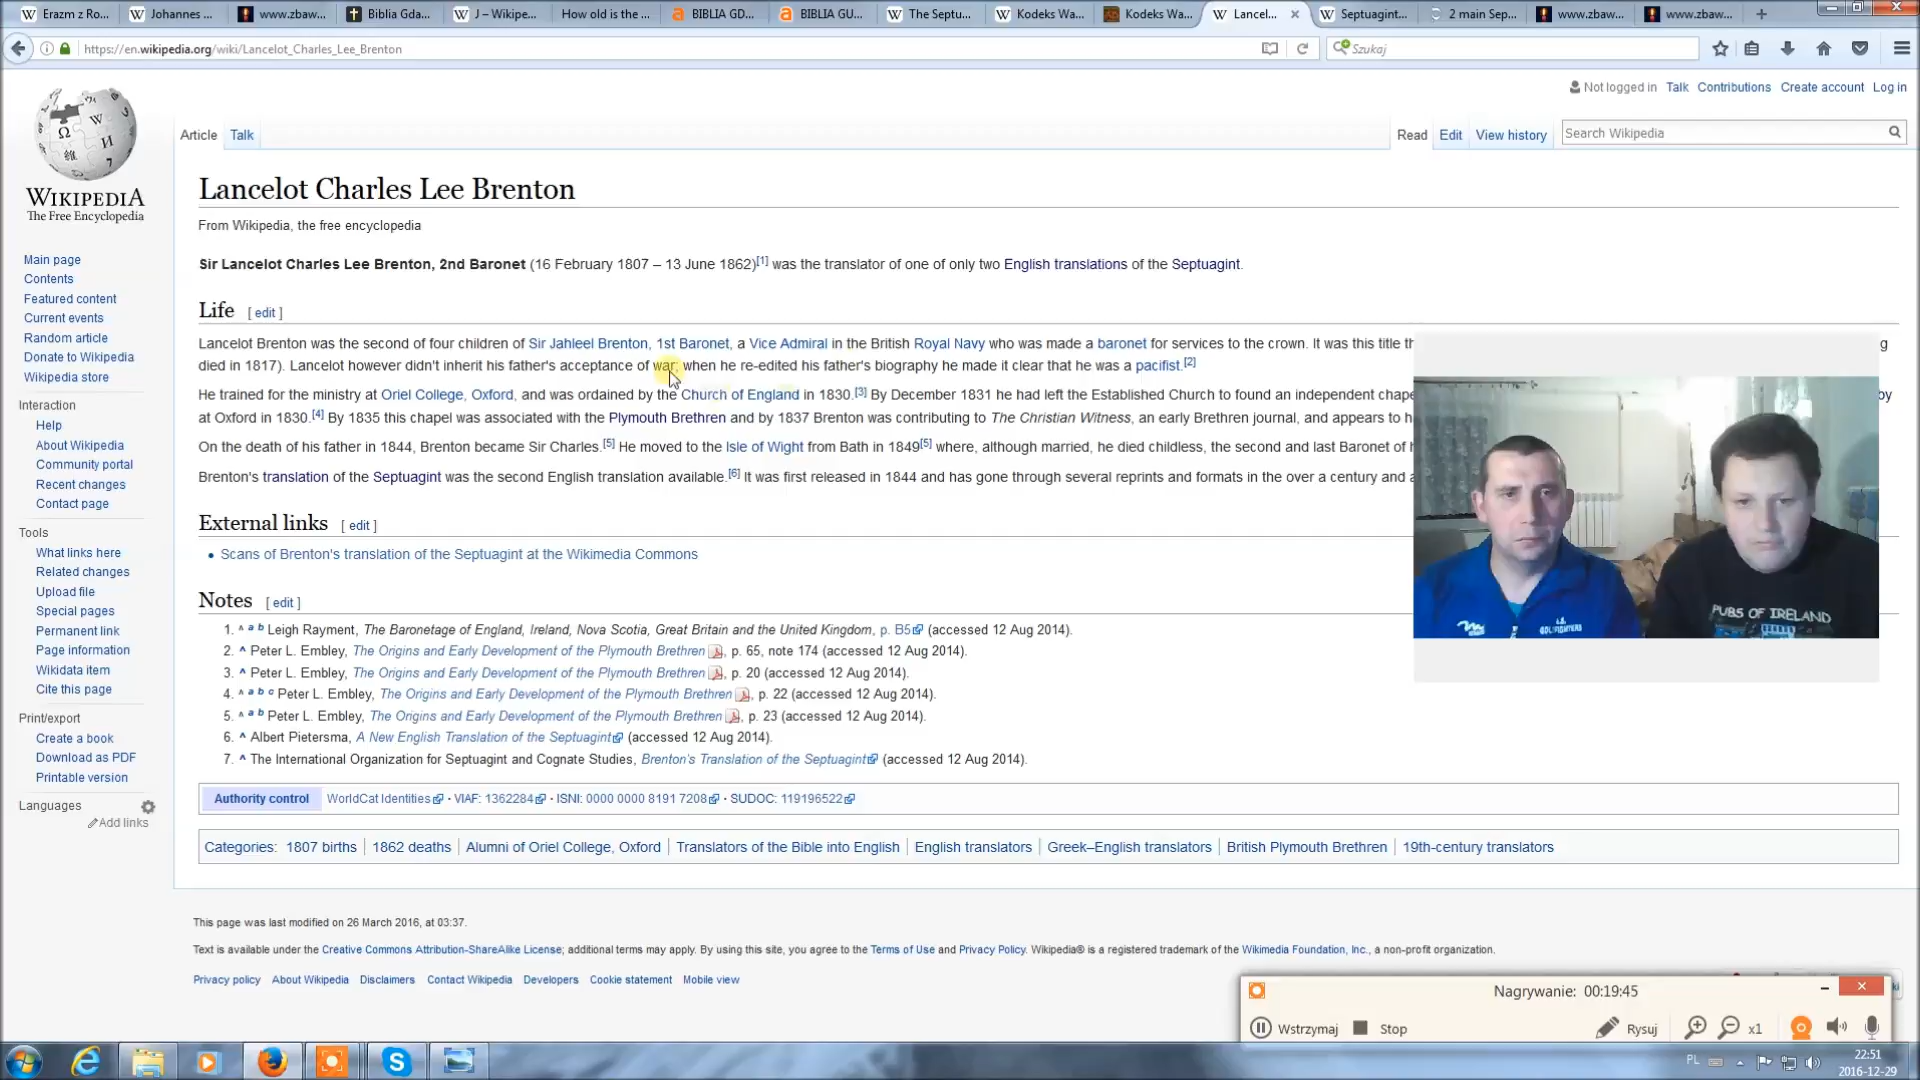 Erazm z Ro...
Johannes ...
www.zbaw...
Biblia Gda...
J – Wikipe...
How old is the ...
BIBLIA GD...
BIBLIA GU...
The Septu...
Kodeks Wa...
Kodeks Wa...
Lancel...
Septuagint...
2 main Sep...
www.zbaw...
www.zbaw...
https://en.wikipedia.org/wiki/Lancelot_Charles_Lee_Brenton
Szukaj
Not logged in Talk Contributions Create account Log in
Article Talk
Read Edit View history
Search Wikipedia
WIKIPEDIA
The Free Encyclopedia
Main page
Contents
Featured content
Current events
Random article
Donate to Wikipedia
Wikipedia store
Interaction
Help
About Wikipedia
Community portal
Recent changes
Contact page
Tools
What links here
Related changes
Upload file
Special pages
Permanent link
Page information
Wikidata item
Cite this page
Print/export
Create a book
Download as PDF
Printable version
Languages
Add links
Lancelot Charles Lee Brenton
From Wikipedia, the free encyclopedia
Sir Lancelot Charles Lee Brenton, 2nd Baronet (16 February 1807 – 13 June 1862)[1] was the translator of one of only two English translations of the Septuagint.
Life [ edit ]
Lancelot Brenton was the second of four children of Sir Jahleel Brenton, 1st Baronet, a Vice Admiral in the British Royal Navy who was made a baronet for services to the crown. It was this title th g
died in 1817). Lancelot however didn't inherit his father's acceptance of war; when he re-edited his father's biography he made it clear that he was a pacifist.[2]
He trained for the ministry at Oriel College, Oxford, and was ordained by the Church of England in 1830.[3] By December 1831 he had left the Established Church to found an independent chape by
at Oxford in 1830.[4] By 1835 this chapel was associated with the Plymouth Brethren and by 1837 Brenton was contributing to The Christian Witness, an early Brethren journal, and appears to h
On the death of his father in 1844, Brenton became Sir Charles.[5] He moved to the Isle of Wight from Bath in 1849[5] where, although married, he died childless, the second and last Baronet of h
Brenton's translation of the Septuagint was the second English translation available.[6] It was first released in 1844 and has gone through several reprints and formats in the over a century and a
External links [ edit ]
• Scans of Brenton's translation of the Septuagint at the Wikimedia Commons
Notes [ edit ]
1. ^ a b Leigh Rayment, The Baronetage of England, Ireland, Nova Scotia, Great Britain and the United Kingdom, p. B5 (accessed 12 Aug 2014).
2. ^ Peter L. Embley, The Origins and Early Development of the Plymouth Brethren, p. 65, note 174 (accessed 12 Aug 2014).
3. ^ Peter L. Embley, The Origins and Early Development of the Plymouth Brethren, p. 20 (accessed 12 Aug 2014).
4. ^ a b c Peter L. Embley, The Origins and Early Development of the Plymouth Brethren, p. 22 (accessed 12 Aug 2014).
5. ^ a b Peter L. Embley, The Origins and Early Development of the Plymouth Brethren, p. 23 (accessed 12 Aug 2014).
6. ^ Albert Pietersma, A New English Translation of the Septuagint (accessed 12 Aug 2014).
7. ^ The International Organization for Septuagint and Cognate Studies, Brenton's Translation of the Septuagint (accessed 12 Aug 2014).
Authority control WorldCat Identities · VIAF: 1362284 · ISNI: 0000 0000 8191 7208 · SUDOC: 119196522
Categories: 1807 births | 1862 deaths | Alumni of Oriel College, Oxford | Translators of the Bible into English | English translators | Greek–English translators | British Plymouth Brethren | 19th-century translators
This page was last modified on 26 March 2016, at 03:37.
Text is available under the Creative Commons Attribution-ShareAlike License; additional terms may apply. By using this site, you agree to the Terms of Use and Privacy Policy. Wikipedia® is a registered trademark of the Wikimedia Foundation, Inc., a non-profit organization.
Privacy policy About Wikipedia Disclaimers Contact Wikipedia Developers Cookie statement Mobile view
PUBS OF IRELAND
Nagrywanie: 00:19:45
Wstrzymaj Stop Rysuj x1
PL
22:51
2016-12-29